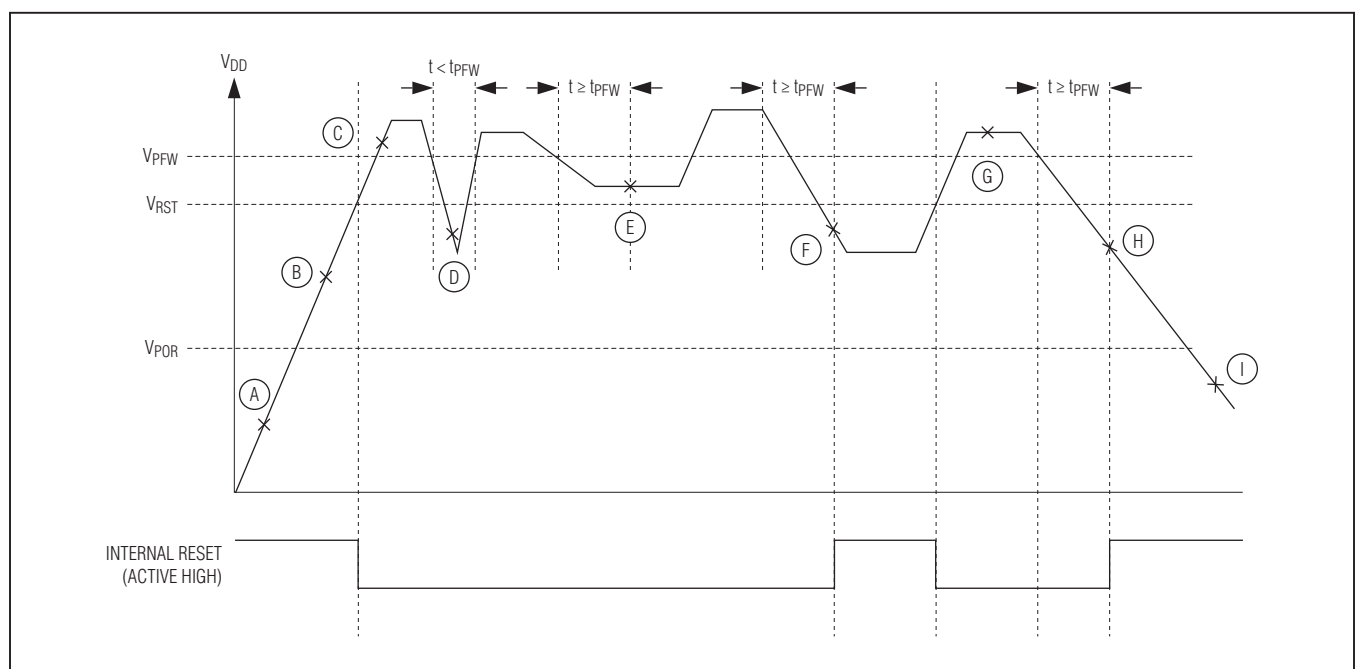 VDD
t < tPFW
t ≥ tPFW
t ≥ tPFW
t ≥ tPFW
C
VPFW
G
VRST
E
F
H
B
D
VPOR
I
A
INTERNAL RESET
(ACTIVE HIGH)